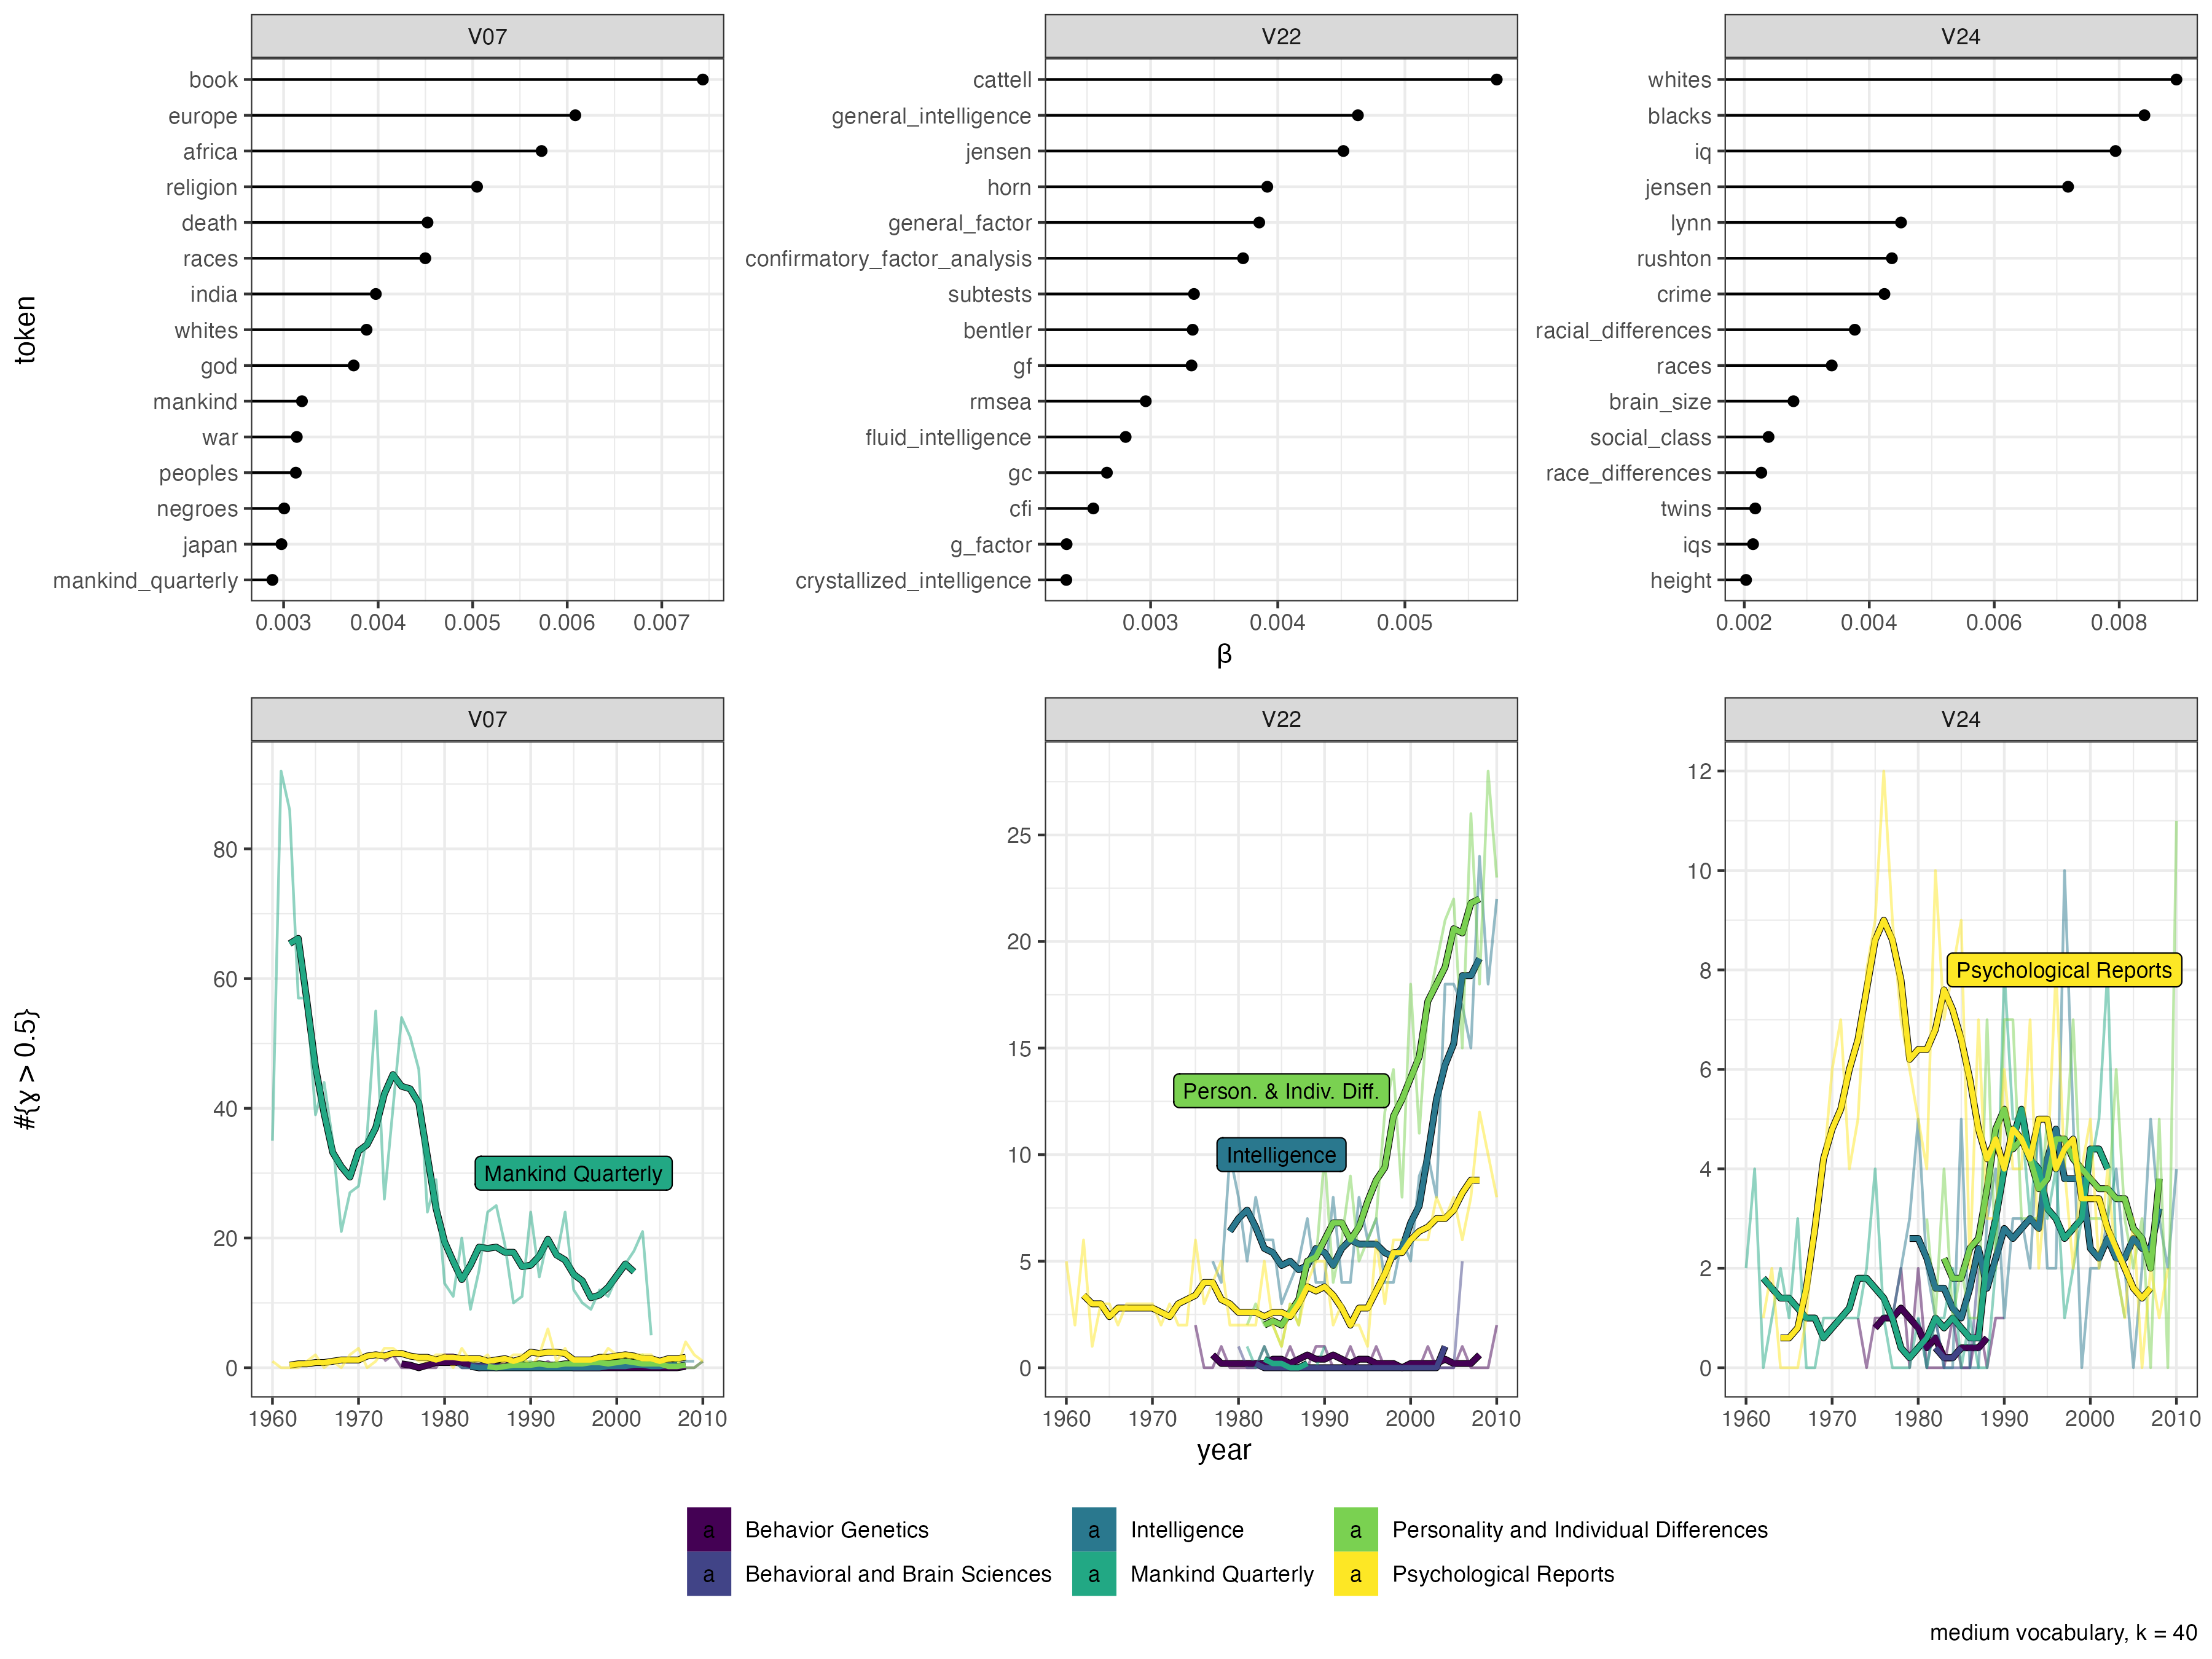 V07
V22
V24
token
book
europe
africa
religion
death
races
india
whites
god
mankind
war
peoples
negroes
japan
mankind_quarterly
0.003 0.004 0.005 0.006 0.007
cattell
general_intelligence
jensen
horn
general_factor
confirmatory_factor_analysis
subtests
bentler
gf
rmsea
fluid_intelligence
gc
cfi
g_factor
crystallized_intelligence
0.003 0.004 0.005
whites
blacks
iq
jensen
lynn
rushton
crime
racial_differences
races
brain_size
social_class
race_differences
twins
iqs
height
0.002 0.004 0.006 0.008
β
V07
V22
V24
#{γ > 0.5}
80
60
40
20
0
Mankind Quarterly
1960 1970 1980 1990 2000 2010
25
20
15
10
5
0
Person. & Indiv. Diff.
Intelligence
1960 1970 1980 1990 2000 2010
12
10
8
6
4
2
0
Psychological Reports
1960 1970 1980 1990 2000 2010
year
a Behavior Genetics
a Intelligence
a Personality and Individual Differences
a Behavioral and Brain Sciences
a Mankind Quarterly
a Psychological Reports
medium vocabulary, k = 40